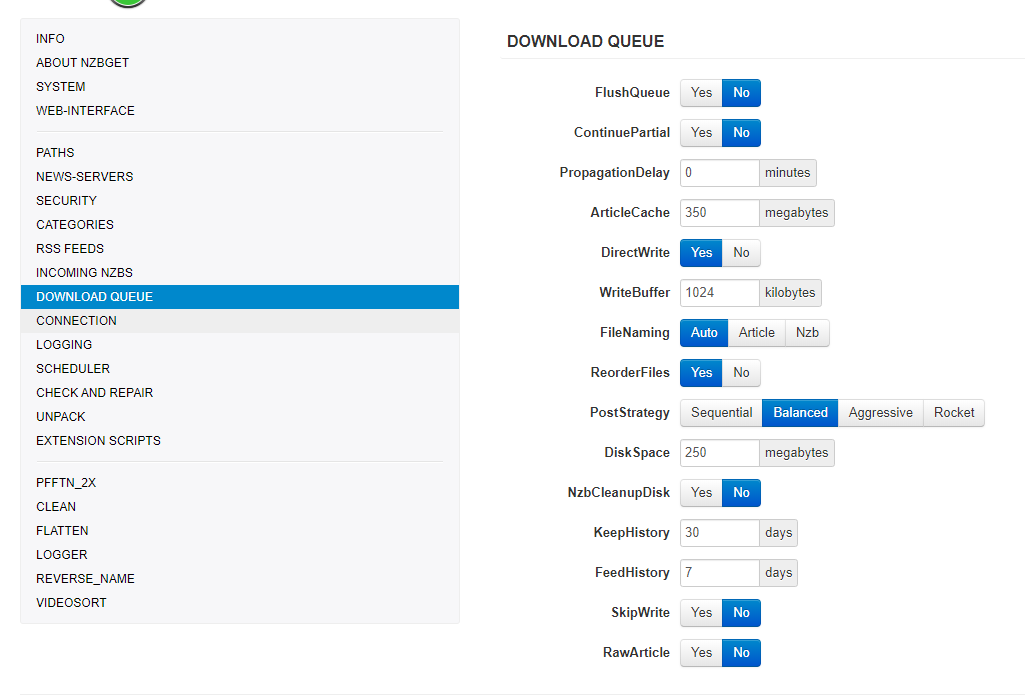 INFO
ABOUT NZBGET
SYSTEM
WEB-INTERFACE
PATHS
NEWS-SERVERS
SECURITY
CATEGORIES
RSS FEEDS
INCOMING NZBS
DOWNLOAD QUEUE
CONNECTION
LOGGING
SCHEDULER
CHECK AND REPAIR
UNPACK
EXTENSION SCRIPTS
PFFTN_2X
CLEAN
FLATTEN
LOGGER
REVERSE_NAME
VIDEOSORT
DOWNLOAD QUEUE
FlushQueue Yes No
ContinuePartial Yes No
PropagationDelay 0 minutes
ArticleCache 350 megabytes
DirectWrite Yes No
WriteBuffer 1024 kilobytes
FileNaming Auto Article Nzb
ReorderFiles Yes No
PostStrategy Sequential Balanced Aggressive Rocket
DiskSpace 250 megabytes
NzbCleanupDisk Yes No
KeepHistory 30 days
FeedHistory 7 days
SkipWrite Yes No
RawArticle Yes No